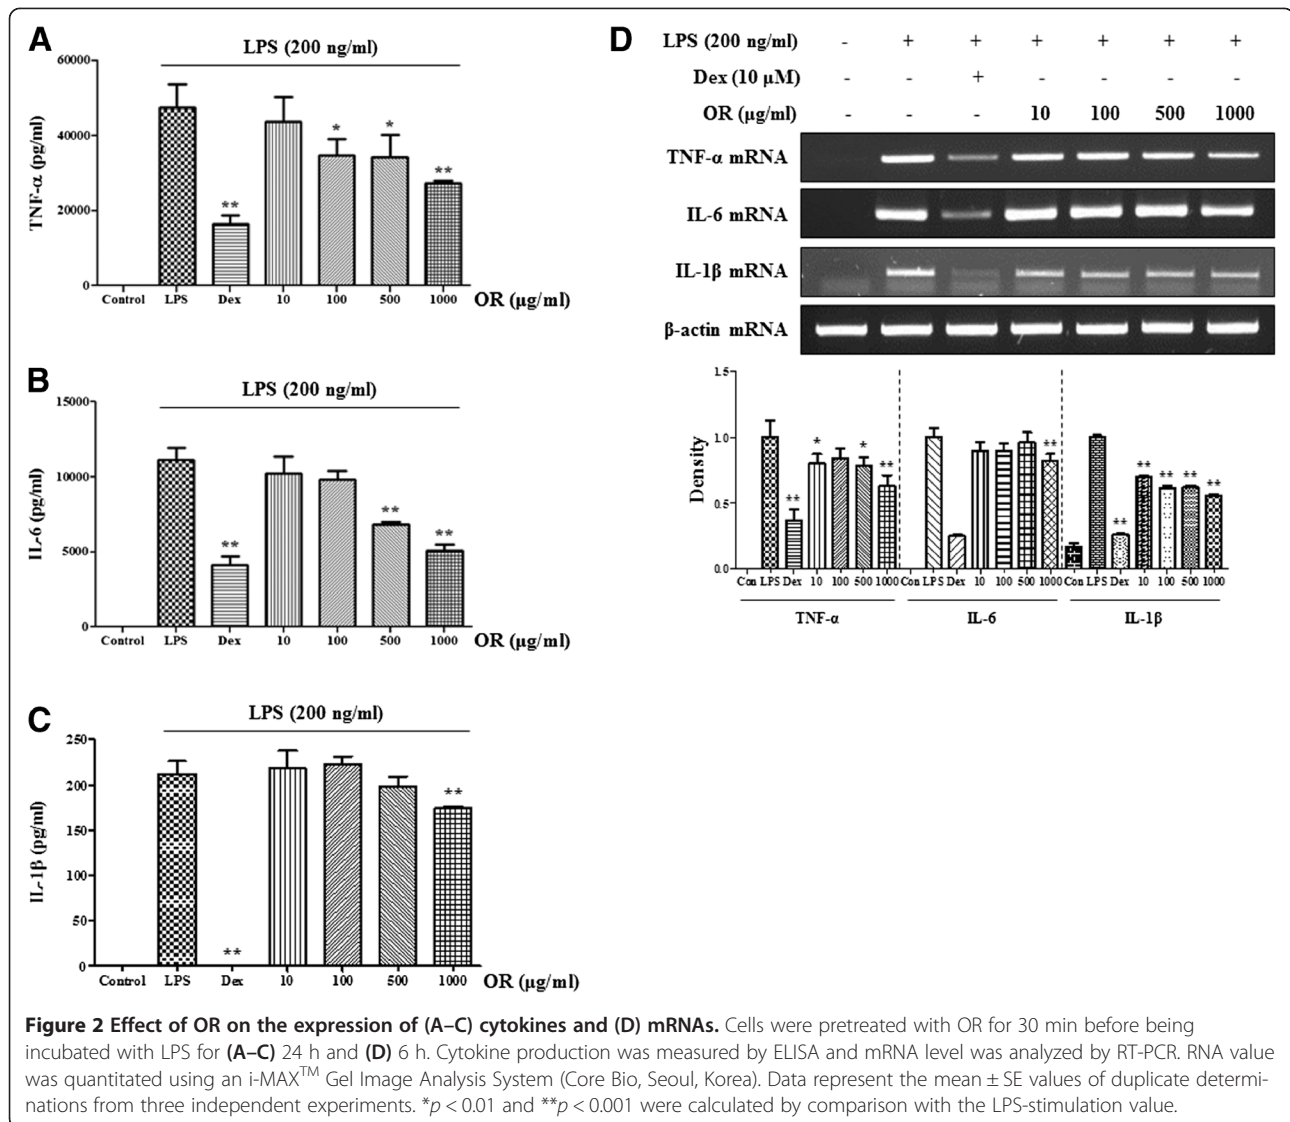 A
LPS (200 ng/ml)
TNF-α (pg/ml)
60000
40000
20000
0
Control LPS Dex 10 100 500 1000 OR (µg/ml)
* * ** **
B
LPS (200 ng/ml)
IL-6 (pg/ml)
15000
10000
5000
0
Control LPS Dex 10 100 500 1000 OR (µg/ml)
** ** **
C
LPS (200 ng/ml)
IL-1β (pg/ml)
250
200
150
100
50
0
Control LPS Dex 10 100 500 1000 OR (µg/ml)
** **
D
LPS (200 ng/ml) - + + + + + +
Dex (10 µM) - - + - - - -
OR (µg/ml) - - - 10 100 500 1000
TNF-α mRNA
IL-6 mRNA
IL-1β mRNA
β-actin mRNA
Density
1.5
1.0
0.5
0.0
** * * ** ** ** ** ** ** **
Con LPS Dex 10 100 500 1000 Con LPS Dex 10 100 500 1000 Con LPS Dex 10 100 500 1000
TNF-α IL-6 IL-1β
Figure 2 Effect of OR on the expression of (A–C) cytokines and (D) mRNAs. Cells were pretreated with OR for 30 min before being
incubated with LPS for (A–C) 24 h and (D) 6 h. Cytokine production was measured by ELISA and mRNA level was analyzed by RT-PCR. RNA value
was quantitated using an i-MAX™ Gel Image Analysis System (Core Bio, Seoul, Korea). Data represent the mean ± SE values of duplicate determi-
nations from three independent experiments. *p < 0.01 and **p < 0.001 were calculated by comparison with the LPS-stimulation value.